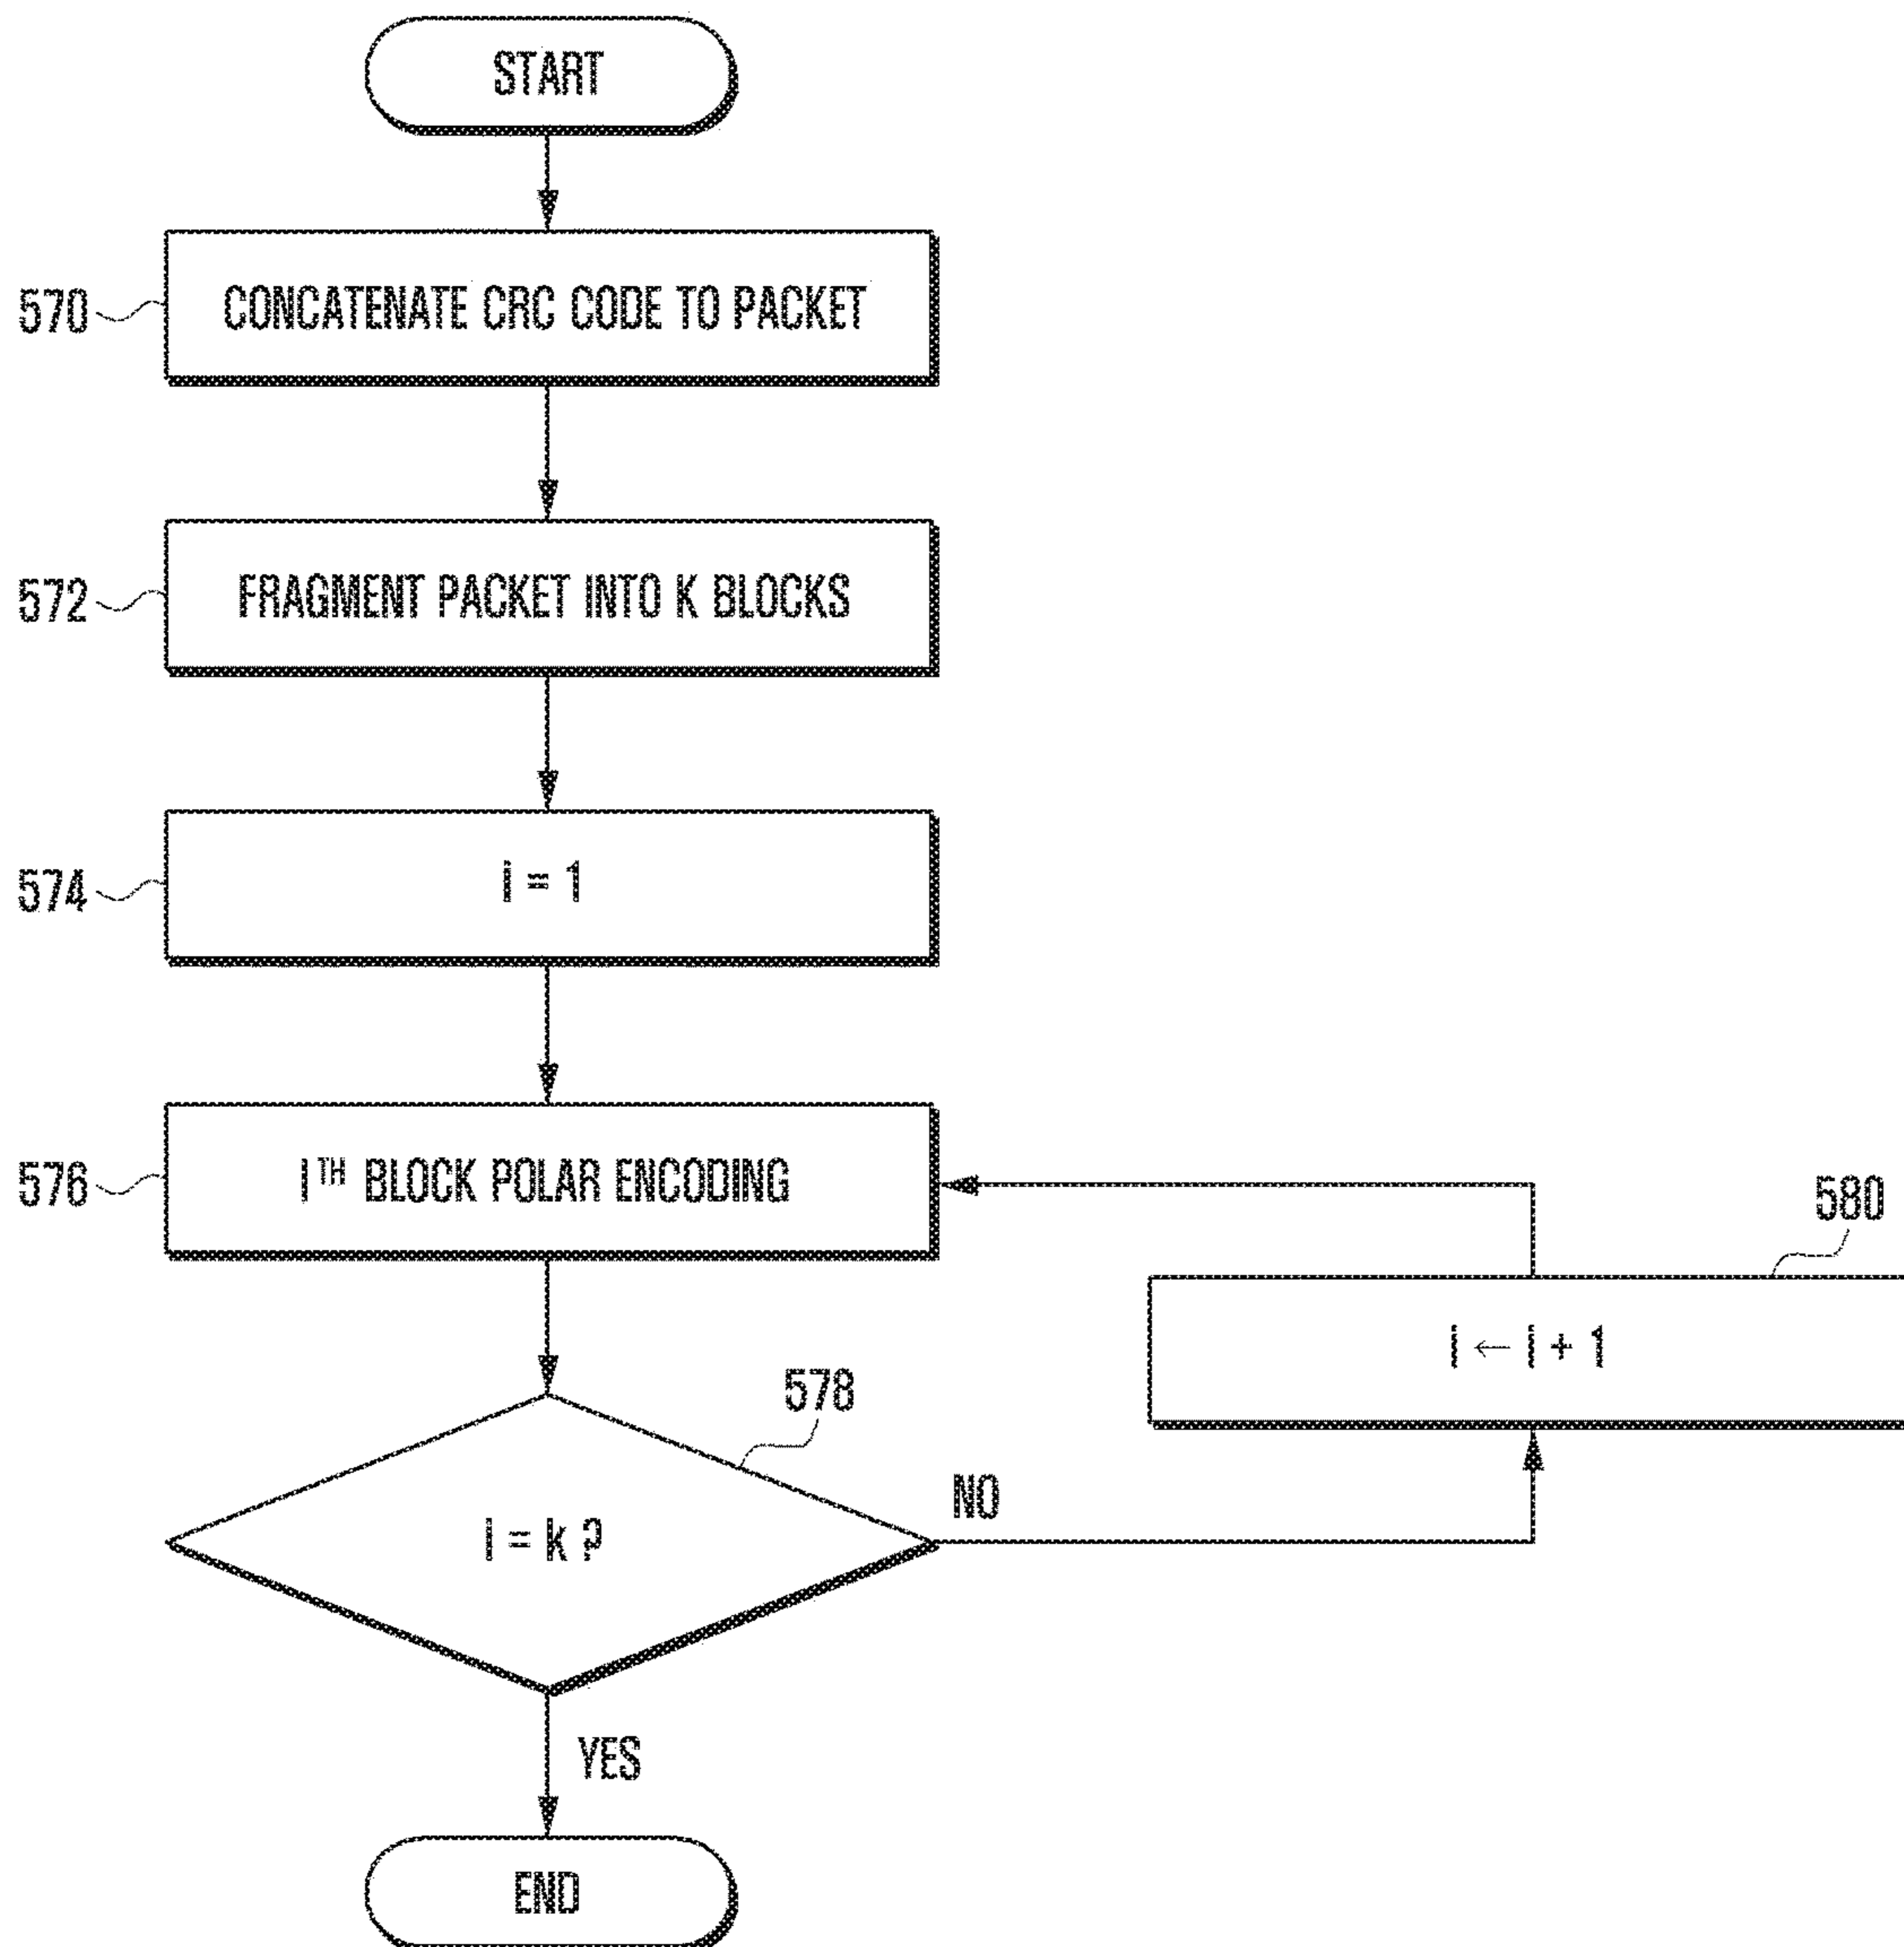 START
570
CONCATENATE CRC CODE TO PACKET
572
FRAGMENT PACKET INTO K BLOCKS
574
i = 1
576
I TH BLOCK POLAR ENCODING
580
I ← I + 1
578
I = k ?
NO
YES
END